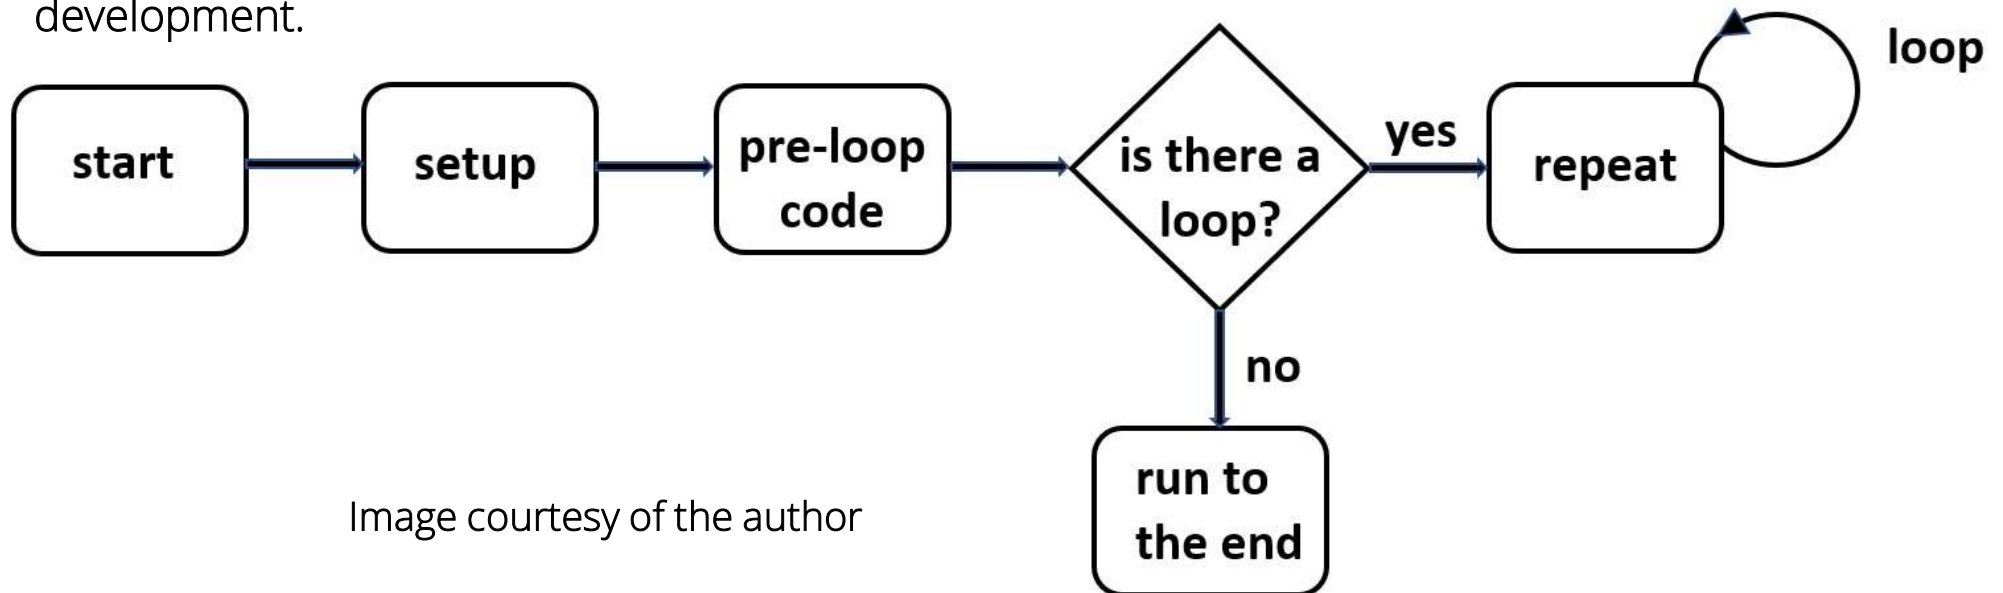 development.
start
setup
pre-loop
code
is there a
loop?
yes
repeat
loop
no
run to
the end
Image courtesy of the author